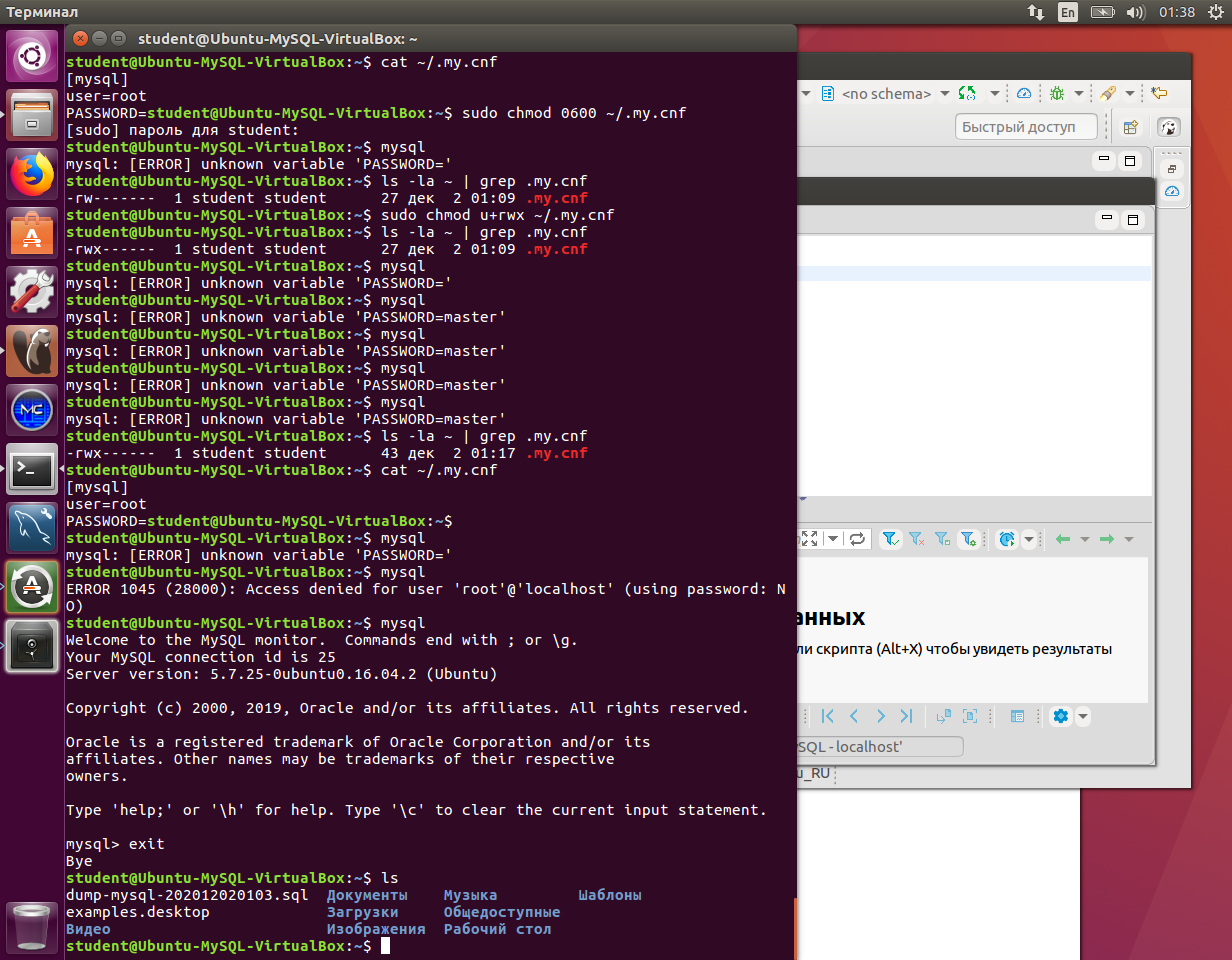 Терминал
En
01:38
student@Ubuntu-MySQL-VirtualBox: ~
student@Ubuntu-MySQL-VirtualBox:~$ cat ~/.my.cnf
[mysql]
user=root
PASSWORD=student@Ubuntu-MySQL-VirtualBox:~$ sudo chmod 0600 ~/.my.cnf
[sudo] пароль для student:
student@Ubuntu-MySQL-VirtualBox:~$ mysql
mysql: [ERROR] unknown variable 'PASSWORD='
student@Ubuntu-MySQL-VirtualBox:~$ ls -la ~ | grep .my.cnf
-rw-------  1 student student      27 дек  2 01:09 .my.cnf
student@Ubuntu-MySQL-VirtualBox:~$ sudo chmod u+rwx ~/.my.cnf
student@Ubuntu-MySQL-VirtualBox:~$ ls -la ~ | grep .my.cnf
-rwx------  1 student student      27 дек  2 01:09 .my.cnf
student@Ubuntu-MySQL-VirtualBox:~$ mysql
mysql: [ERROR] unknown variable 'PASSWORD='
student@Ubuntu-MySQL-VirtualBox:~$ mysql
mysql: [ERROR] unknown variable 'PASSWORD=master'
student@Ubuntu-MySQL-VirtualBox:~$ mysql
mysql: [ERROR] unknown variable 'PASSWORD=master'
student@Ubuntu-MySQL-VirtualBox:~$ mysql
mysql: [ERROR] unknown variable 'PASSWORD=master'
student@Ubuntu-MySQL-VirtualBox:~$ mysql
mysql: [ERROR] unknown variable 'PASSWORD=master'
student@Ubuntu-MySQL-VirtualBox:~$ ls -la ~ | grep .my.cnf
-rwx------  1 student student      43 дек  2 01:17 .my.cnf
student@Ubuntu-MySQL-VirtualBox:~$ cat ~/.my.cnf
[mysql]
user=root
PASSWORD=student@Ubuntu-MySQL-VirtualBox:~$
student@Ubuntu-MySQL-VirtualBox:~$ mysql
mysql: [ERROR] unknown variable 'PASSWORD='
student@Ubuntu-MySQL-VirtualBox:~$ mysql
ERROR 1045 (28000): Access denied for user 'root'@'localhost' (using password: N
O)
student@Ubuntu-MySQL-VirtualBox:~$ mysql
Welcome to the MySQL monitor.  Commands end with ; or \g.
Your MySQL connection id is 25
Server version: 5.7.25-0ubuntu0.16.04.2 (Ubuntu)
Copyright (c) 2000, 2019, Oracle and/or its affiliates. All rights reserved.
Oracle is a registered trademark of Oracle Corporation and/or its
affiliates. Other names may be trademarks of their respective
owners.
Type 'help;' or '\h' for help. Type '\c' to clear the current input statement.
mysql> exit
Bye
student@Ubuntu-MySQL-VirtualBox:~$ ls
dump-mysql-202012020103.sql  Документы    Музыка         Шаблоны
examples.desktop             Загрузки     Общедоступные
Видео                        Изображения  Рабочий стол
student@Ubuntu-MySQL-VirtualBox:~$
<no schema>
Быстрый доступ
анных
ли скрипта (Alt+X) чтобы увидеть результаты
SQL - localhost'
u_RU
MC